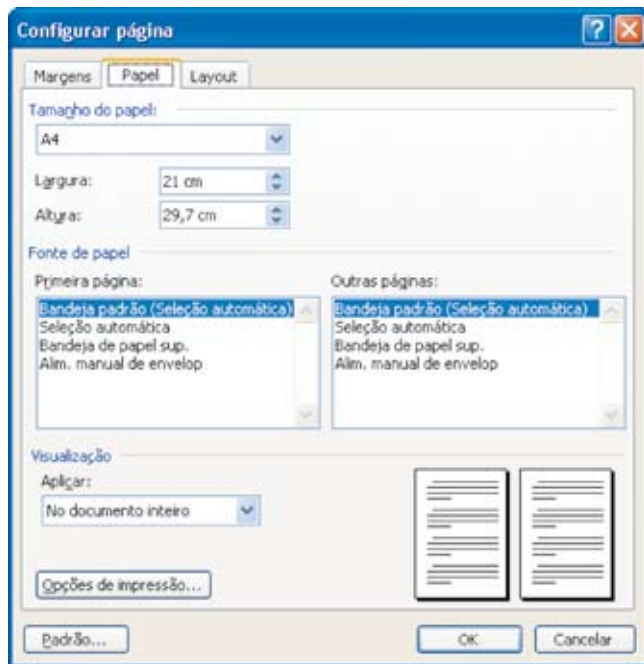 Configurar página
Margens Papel Layout
Tamanho do papel:
A4
Largura: 21 cm
Altura: 29,7 cm
Fonte de papel
Primeira página: Outras páginas:
Bandeja padrão (Seleção automática) Bandeja padrão (Seleção automática)
Seleção automática Seleção automática
Bandeja de papel sup. Bandeja de papel sup.
Alim. manual de envelop Alim. manual de envelop
Visualização
Aplicar:
No documento inteiro
Opções de impressão...
Padrão... OK Cancelar